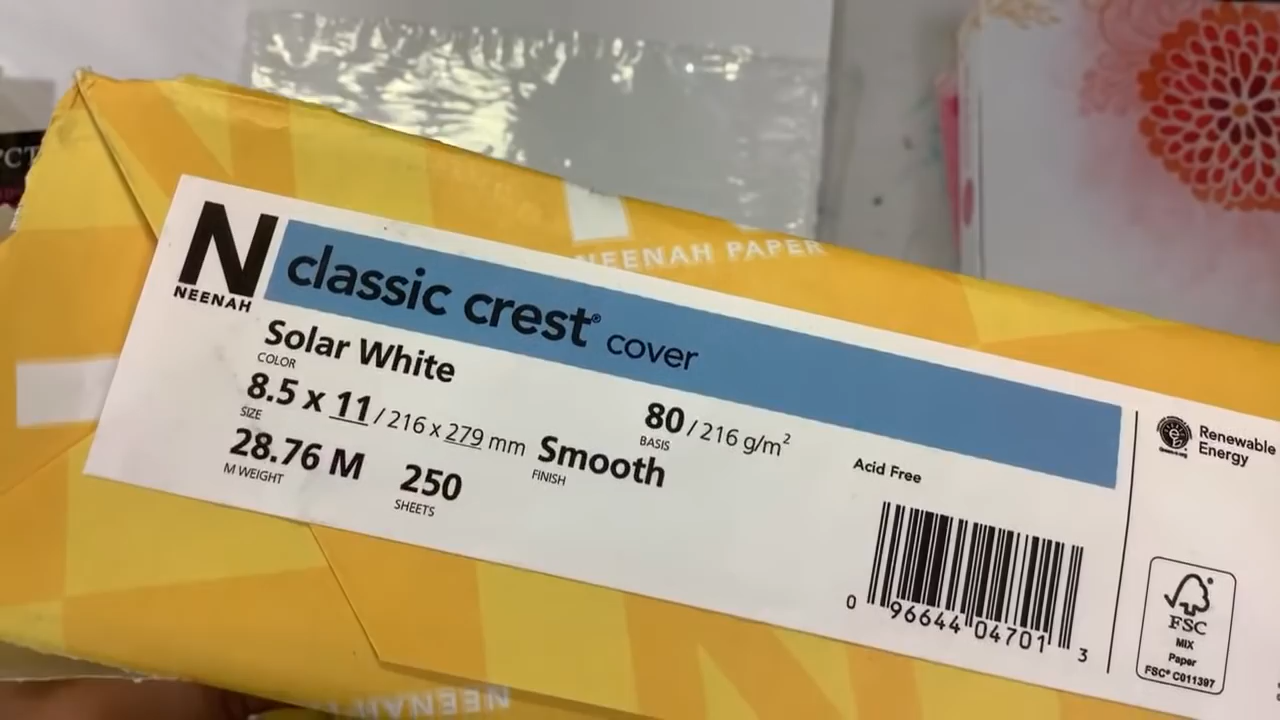 NEENAH PAPER
N
NEENAH
classic crest® cover
Solar White
COLOR
8.5 x 11 / 216 x 279 mm
SIZE
80 / 216 g/m²
BASIS
28.76 M
M WEIGHT
250
SHEETS
Smooth
FINISH
Acid Free
0 96644 04701 3
Renewable
Energy
FSC
MIX
Paper
FSC® C011397
NEENAH